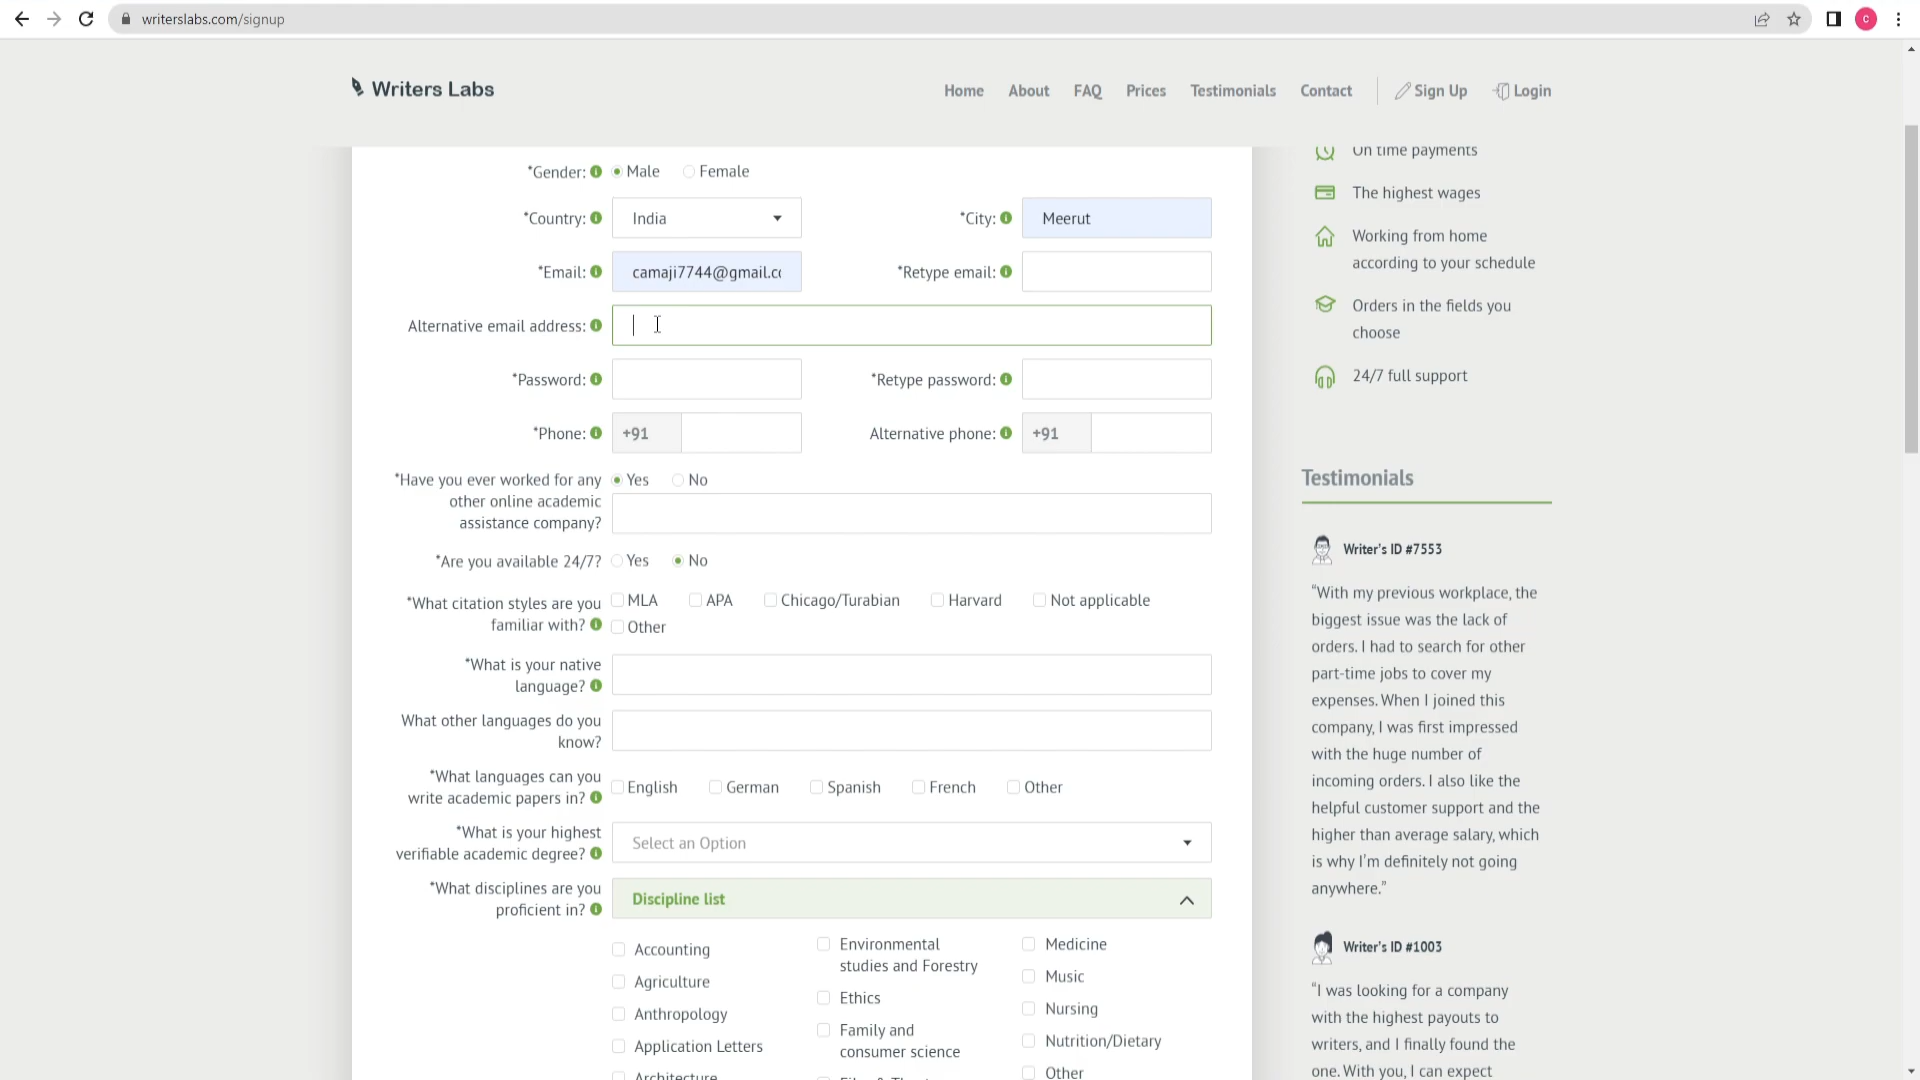 writerslabs.com/signup
C
Writers Labs
Home About FAQ Prices Testimonials Contact Sign Up Login
*Gender: Male Female
*Country: India *City: Meerut
*Email: camaji7744@gmail.c *Retype email:
Alternative email address:
*Password: *Retype password:
*Phone: +91 Alternative phone: +91
*Have you ever worked for any
other online academic
assistance company?
Yes No
*Are you available 24/7? Yes No
*What citation styles are you
familiar with?
MLA APA Chicago/Turabian Harvard Not applicable
Other
*What is your native
language?
What other languages do you
know?
*What languages can you
write academic papers in?
English German Spanish French Other
*What is your highest
verifiable academic degree?
Select an Option
*What disciplines are you
proficient in?
Discipline list
Accounting
Agriculture
Anthropology
Application Letters
Architecture
Environmental
studies and Forestry
Ethics
Family and
consumer science
Medicine
Music
Nursing
Nutrition/Dietary
Other
On time payments
The highest wages
Working from home
according to your schedule
Orders in the fields you
choose
24/7 full support
Testimonials
Writer's ID #7553
“With my previous workplace, the
biggest issue was the lack of
orders. I had to search for other
part-time jobs to cover my
expenses. When I joined this
company, I was first impressed
with the huge number of
incoming orders. I also like the
helpful customer support and the
higher than average salary, which
is why I’m definitely not going
anywhere.”
Writer's ID #1003
“I was looking for a company
with the highest payouts to
writers, and I finally found the
one. With you, I can expect